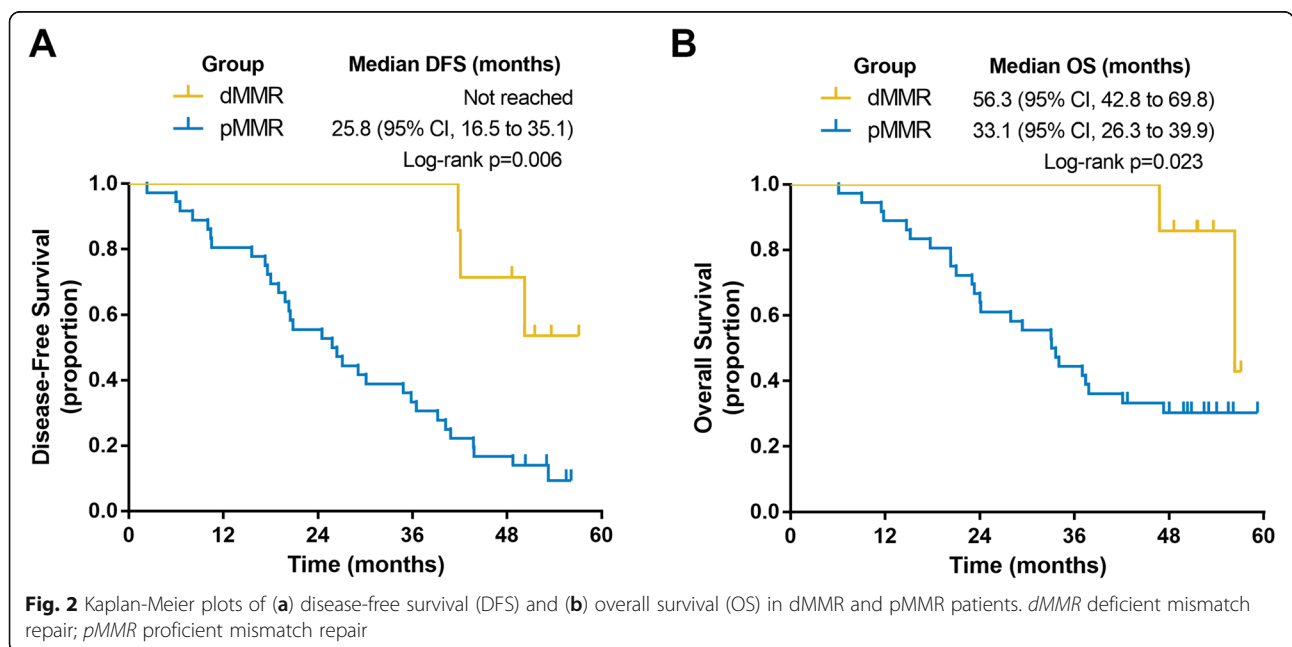 A
Group Median DFS (months)
dMMR Not reached
pMMR 25.8 (95% CI, 16.5 to 35.1)
Log-rank p=0.006
Disease-Free Survival
(proportion)
1.0
0.8
0.6
0.4
0.2
0.0
0 12 24 36 48 60
Time (months)
B
Group Median OS (months)
dMMR 56.3 (95% CI, 42.8 to 69.8)
pMMR 33.1 (95% CI, 26.3 to 39.9)
Log-rank p=0.023
Overall Survival
(proportion)
1.0
0.8
0.6
0.4
0.2
0.0
0 12 24 36 48 60
Time (months)
Fig. 2 Kaplan-Meier plots of (a) disease-free survival (DFS) and (b) overall survival (OS) in dMMR and pMMR patients. dMMR deficient mismatch
repair; pMMR proficient mismatch repair